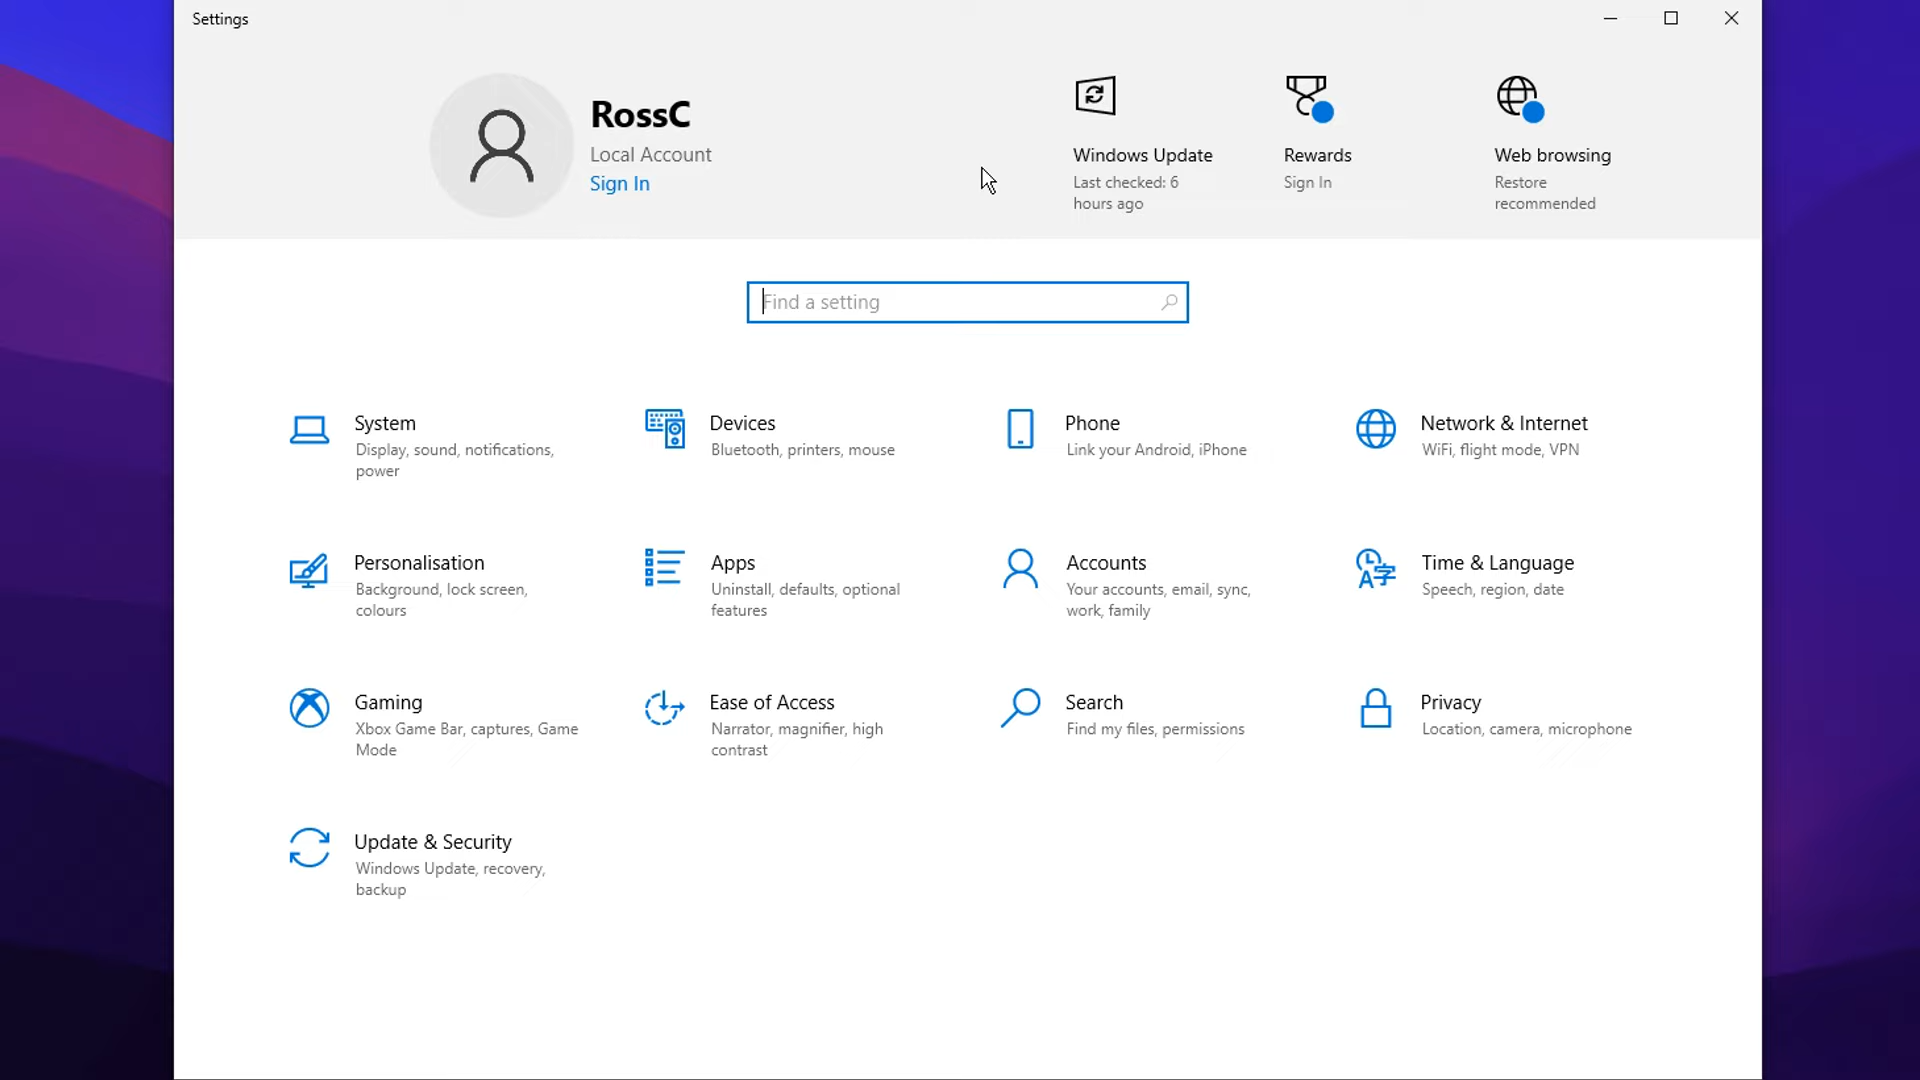 Settings
RossC
Local Account
Sign In
Windows Update
Last checked: 6
hours ago
Rewards
Sign In
Web browsing
Restore
recommended
Find a setting
System
Display, sound, notifications,
power
Devices
Bluetooth, printers, mouse
Phone
Link your Android, iPhone
Network & Internet
WiFi, flight mode, VPN
Personalisation
Background, lock screen,
colours
Apps
Uninstall, defaults, optional
features
Accounts
Your accounts, email, sync,
work, family
Time & Language
Speech, region, date
Gaming
Xbox Game Bar, captures, Game
Mode
Ease of Access
Narrator, magnifier, high
contrast
Search
Find my files, permissions
Privacy
Location, camera, microphone
Update & Security
Windows Update, recovery,
backup